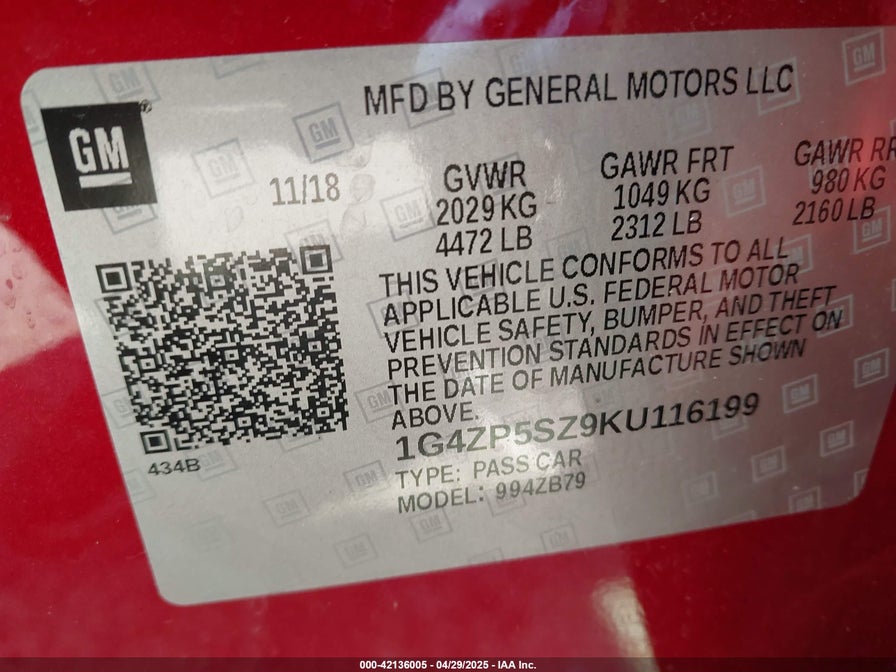 GM
MFD BY GENERAL MOTORS LLC
11/18
GVWR
2029 KG
4472 LB
GAWR FRT
1049 KG
2312 LB
GAWR RR
980 KG
2160 LB
THIS VEHICLE CONFORMS TO ALL
APPLICABLE U.S. FEDERAL MOTOR
VEHICLE SAFETY, BUMPER, AND THEFT
PREVENTION STANDARDS IN EFFECT ON
THE DATE OF MANUFACTURE SHOWN
ABOVE.
1G4ZP5SZ9KU116199
TYPE: PASS CAR
MODEL: 994ZB79
434B
000-42136005 / 04/29/2025 - IAA Inc.